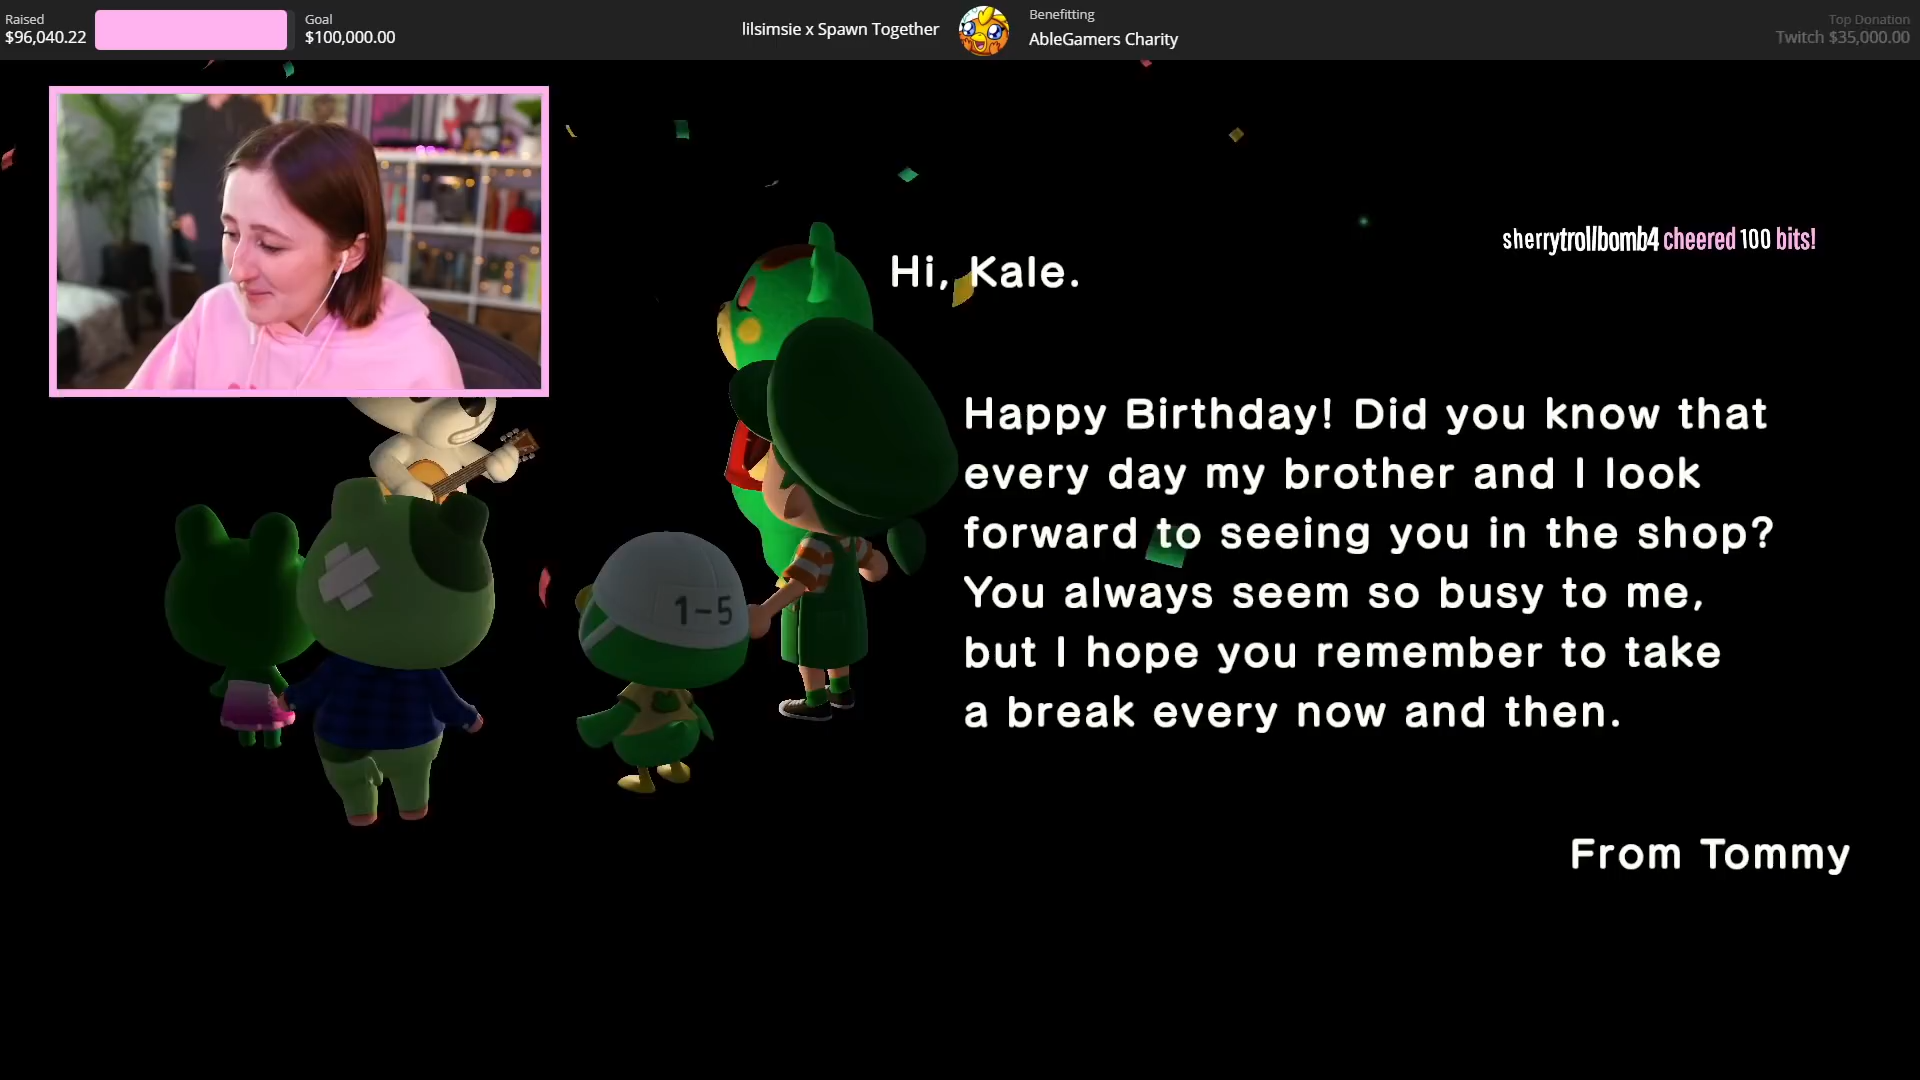 Raised
$96,040.22
Goal
$100,000.00
lilsimsie x Spawn Together
Benefitting
AbleGamers Charity
Top Donation
Twitch $35,000.00
sherrytrollbomb4 cheered 100 bits!
Hi, Kale.
Happy Birthday! Did you know that
every day my brother and I look
forward to seeing you in the shop?
You always seem so busy to me,
but I hope you remember to take
a break every now and then.
1-5
From Tommy